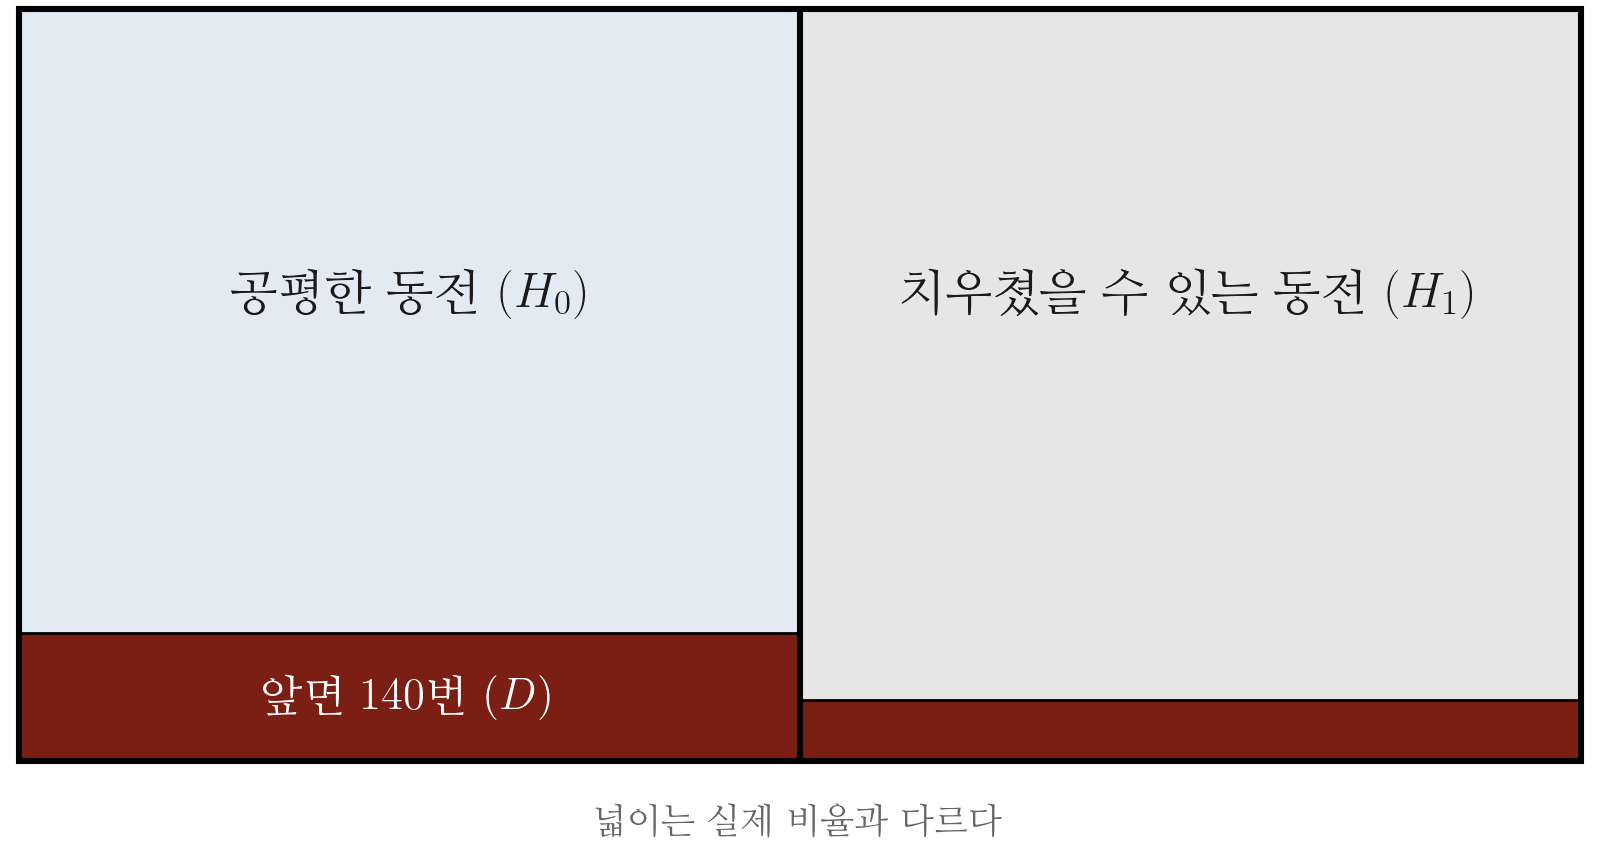 공평한 동전 (H₀)
치우쳤을 수 있는 동전 (H₁)
앞면 140번 (D)
넓이는 실제 비율과 다르다